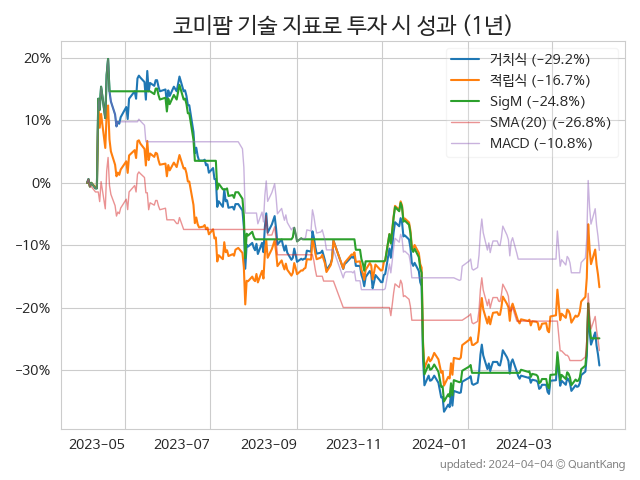 코미팜 기술 지표로 투자 시 성과 (1년)
거치식 (−29.2%)
적립식 (−16.7%)
SigM (−24.8%)
SMA(20) (−26.8%)
MACD (−10.8%)
20%
10%
0%
−10%
−20%
−30%
2023−05 2023−07 2023−09 2023−11 2024−01 2024−03
updated: 2024−04−04 © QuantKang